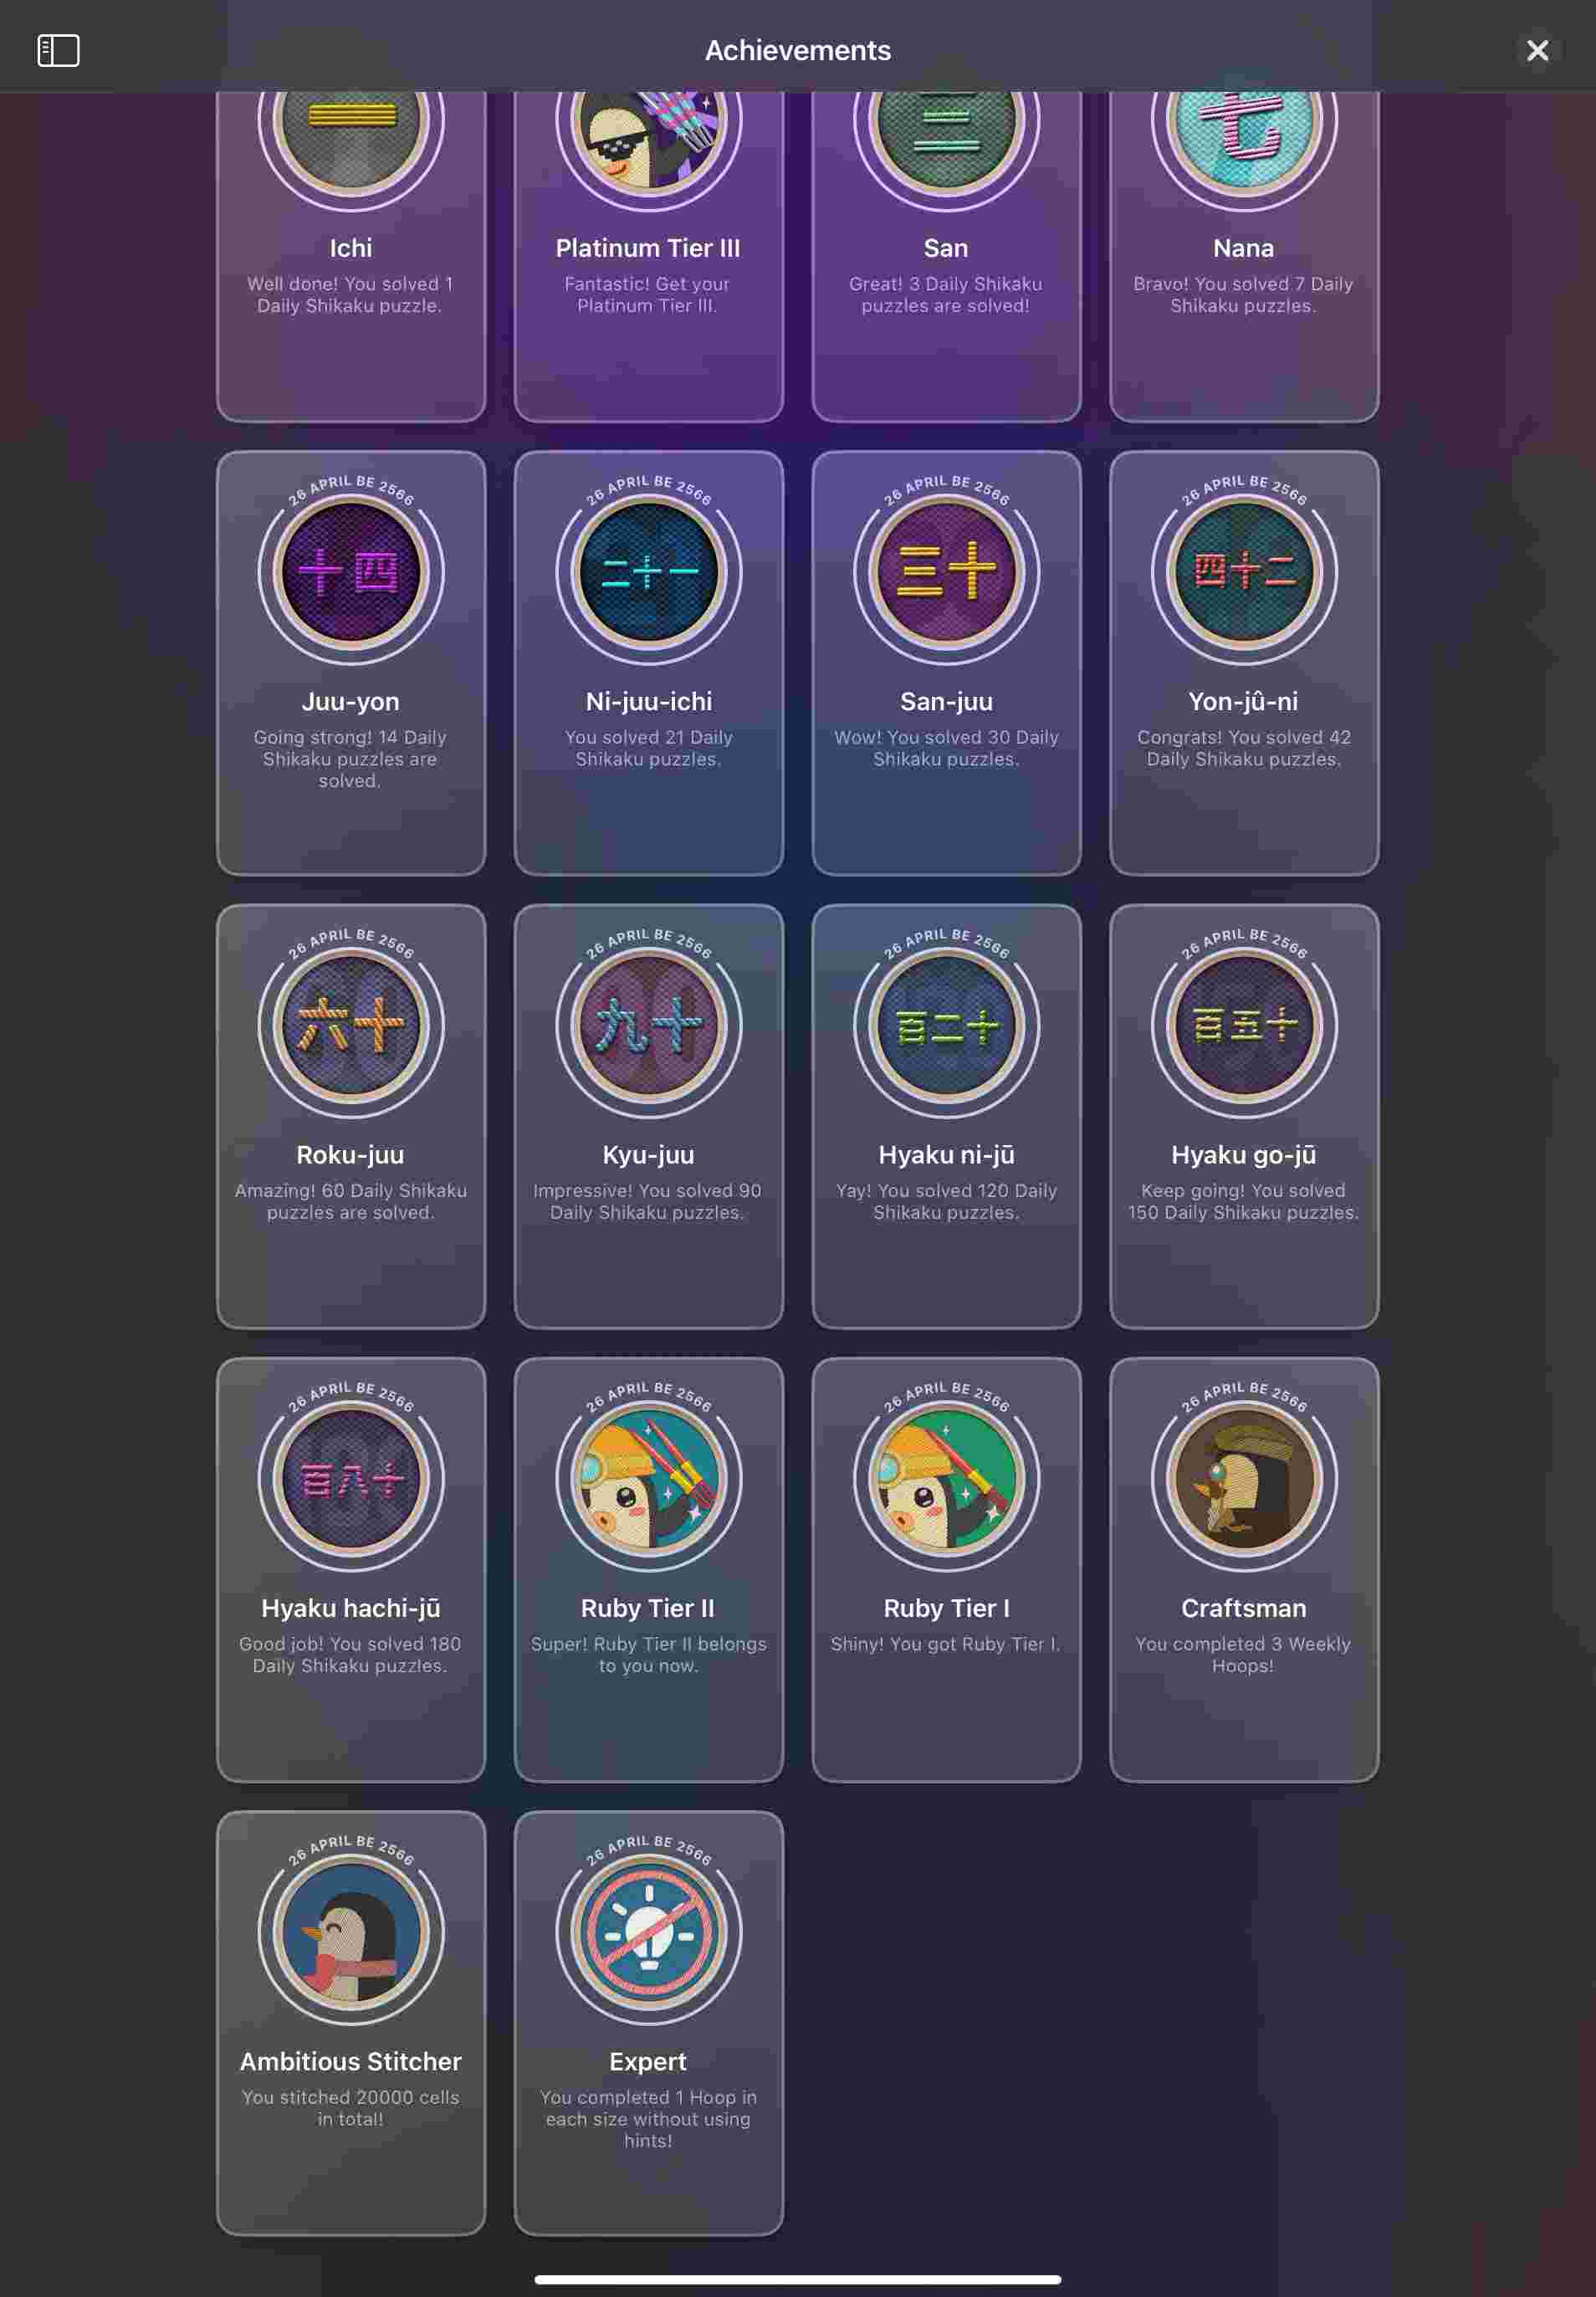 Achievements
一
三
七
Ichi
Platinum Tier III
San
Nana
Well done! You solved 1
Daily Shikaku puzzle.
Fantastic! Get your
Platinum Tier III.
Great! 3 Daily Shikaku
puzzles are solved!
Bravo! You solved 7 Daily
Shikaku puzzles.
26 APRIL BE 2566
26 APRIL BE 2566
26 APRIL BE 2566
26 APRIL BE 2566
十四
二十一
三十
四十二
Juu-yon
Ni-juu-ichi
San-juu
Yon-jû-ni
Going strong! 14 Daily
Shikaku puzzles are
solved.
You solved 21 Daily
Shikaku puzzles.
Wow! You solved 30 Daily
Shikaku puzzles.
Congrats! You solved 42
Daily Shikaku puzzles.
26 APRIL BE 2566
26 APRIL BE 2566
26 APRIL BE 2566
26 APRIL BE 2566
六十
九十
百二十
百五十
Roku-juu
Kyu-juu
Hyaku ni-jū
Hyaku go-jū
Amazing! 60 Daily Shikaku
puzzles are solved.
Impressive! You solved 90
Daily Shikaku puzzles.
Yay! You solved 120 Daily
Shikaku puzzles.
Keep going! You solved
150 Daily Shikaku puzzles.
26 APRIL BE 2566
26 APRIL BE 2566
26 APRIL BE 2566
26 APRIL BE 2566
百八十
Hyaku hachi-jū
Ruby Tier II
Ruby Tier I
Craftsman
Good job! You solved 180
Daily Shikaku puzzles.
Super! Ruby Tier II belongs
to you now.
Shiny! You got Ruby Tier I.
You completed 3 Weekly
Hoops!
26 APRIL BE 2566
26 APRIL BE 2566
Ambitious Stitcher
Expert
You stitched 20000 cells
in total!
You completed 1 Hoop in
each size without using
hints!